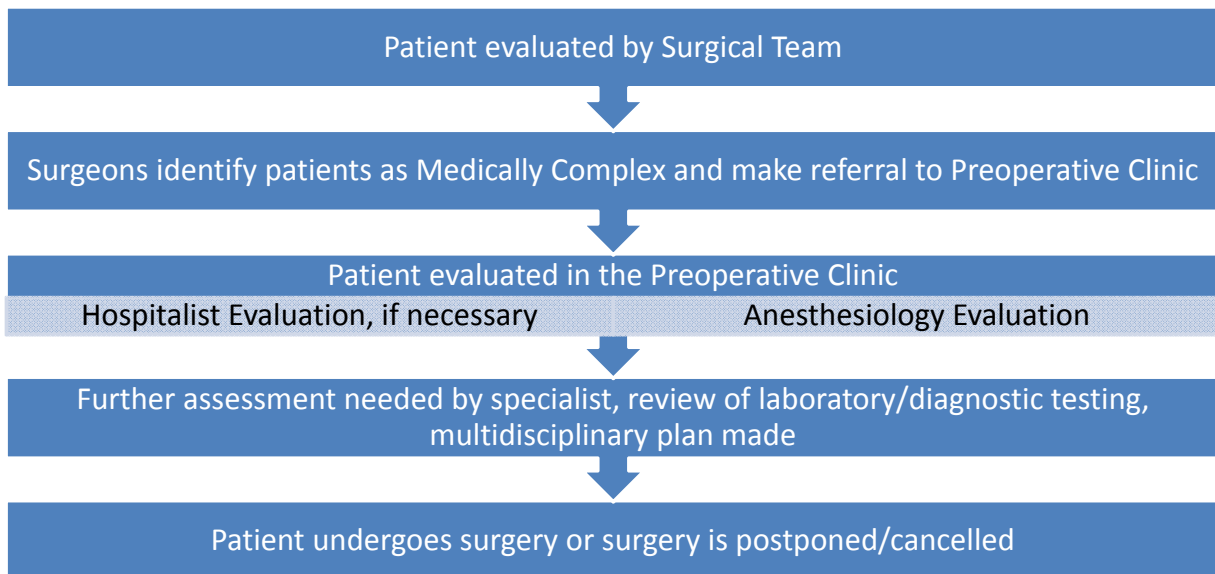 Patient evaluated by Surgical Team
Surgeons identify patients as Medically Complex and make referral to Preoperative Clinic
Patient evaluated in the Preoperative Clinic
Hospitalist Evaluation, if necessary
Anesthesiology Evaluation
Further assessment needed by specialist, review of laboratory/diagnostic testing,
multidisciplinary plan made
Patient undergoes surgery or surgery is postponed/cancelled